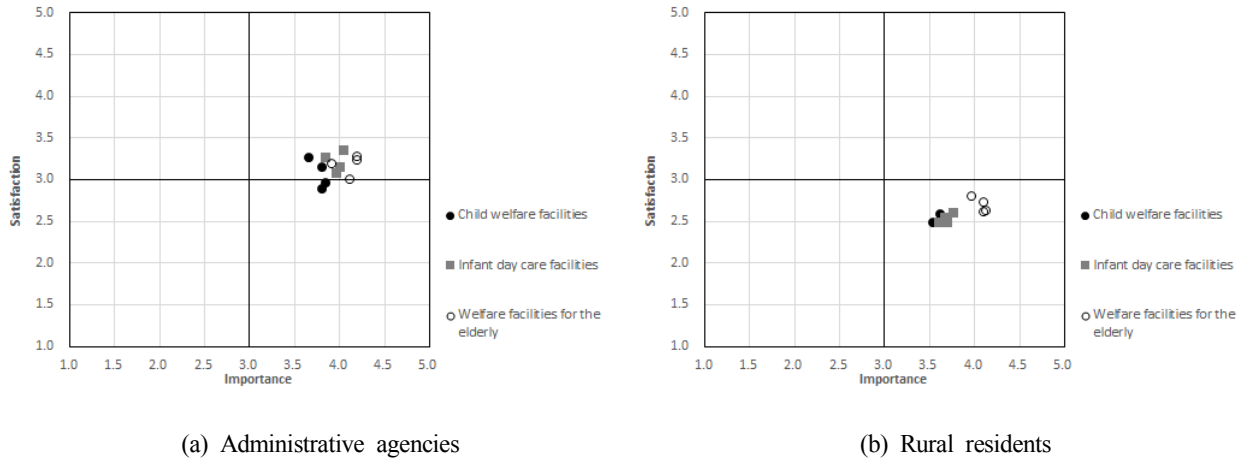 5.0
4.5
4.0
3.5
3.0
2.5
2.0
1.5
1.0
Satisfaction
1.0 1.5 2.0 2.5 3.0 3.5 4.0 4.5 5.0
Importance
Child welfare facilities
Infant day care facilities
Welfare facilities for the
elderly
(a) Administrative agencies
5.0
4.5
4.0
3.5
3.0
2.5
2.0
1.5
1.0
Satisfaction
1.0 1.5 2.0 2.5 3.0 3.5 4.0 4.5 5.0
Importance
Child welfare facilities
Infant day care facilities
Welfare facilities for the
elderly
(b) Rural residents